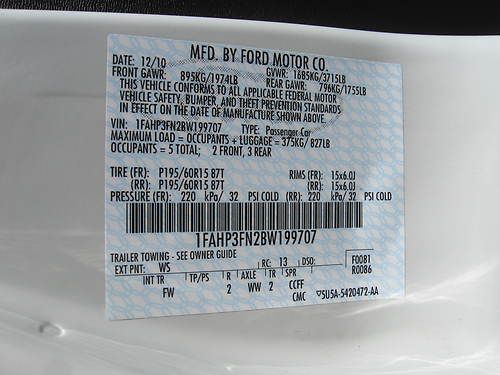 MFD. BY FORD MOTOR CO.
DATE: 12/10 GVWR: 1685KG/3715LB
FRONT GAWR: 895KG/1974LB REAR GAWR: 796KG/1755LB
THIS VEHICLE CONFORMS TO ALL APPLICABLE FEDERAL MOTOR
VEHICLE SAFETY, BUMPER, AND THEFT PREVENTION STANDARDS
IN EFFECT ON THE DATE OF MANUFACTURE SHOWN ABOVE.
VIN: 1FAHP3FN2BW199707 TYPE: Passenger Car
MAXIMUM LOAD = OCCUPANTS + LUGGAGE = 375KG/ 827LB
OCCUPANTS = 5 TOTAL; 2 FRONT, 3 REAR
TIRE (FR): P195/60R15 87T RIMS (FR): 15x6.0J
(RR): P195/60R15 87T (RR): 15x6.0J
PRESSURE (FR): 220 kPa/ 32 PSI COLD (RR): 220 kPa/ 32 PSI COLD
1FAHP3FN2BW199707
TRAILER TOWING - SEE OWNER GUIDE
EXT PNT: WS RC: 13 DSO: F0081
R0086
INT TR TP/PS R AXLE TR SPR
FW 2 WW 2 CCFF
CMC ▽5U5A-5420472-AA